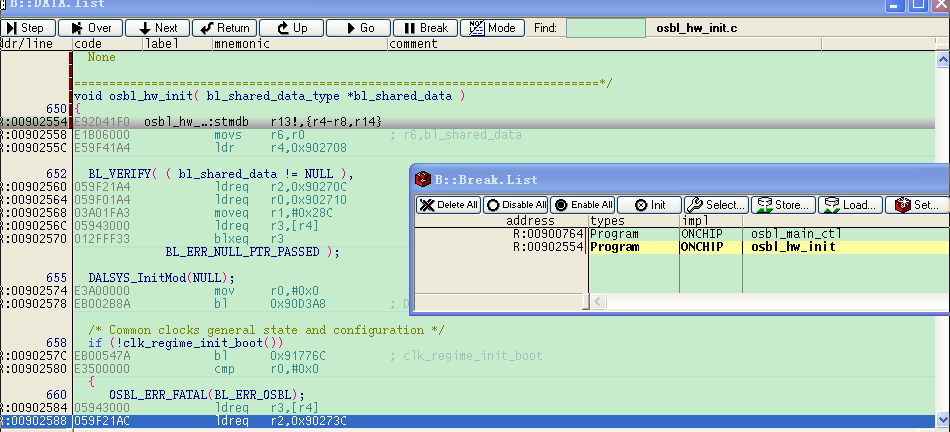 B::DATA.list
Step Over Next Return Up Go Break Mode Find: osbl_hw_init.c
ddr/line code label mnemonic comment
None
=====================================================================*/
void osbl_hw_init( bl_shared_data_type *bl_shared_data )
650 {
R:00902554 E92D41F0 osbl_hw_..:stmdb r13!,{r4-r8,r14}
R:00902558 E1B06000 movs r6,r0 ; r6,bl_shared_data
R:0090255C E59F41A4 ldr r4,0x902708
652 BL_VERIFY( ( bl_shared_data != NULL ),
R:00902560 059F21A4 ldreq r2,0x90270C
R:00902564 059F01A4 ldreq r0,0x902710
R:00902568 03A01FA3 moveq r1,#0x28C
R:0090256C 05943000 ldreq r3,[r4]
R:00902570 012FFF33 blxeq r3
BL_ERR_NULL_PTR_PASSED );
655 DALSYS_InitMod(NULL);
R:00902574 E3A00000 mov r0,#0x0
R:00902578 EB002B8A bl 0x90D3A8 ; D
/* Common clocks general state and configuration */
658 if (!clk_regime_init_boot())
R:0090257C EB00547A bl 0x91776C ; clk_regime_init_boot
R:00902580 E3500000 cmp r0,#0x0
{
660 OSBL_ERR_FATAL(BL_ERR_OSBL);
R:00902584 05943000 ldreq r3,[r4]
R:00902588 059F21AC ldreq r2,0x90273C
B::Break.List
Delete All Disable All Enable All Init Select... Store... Load... Set...
address types impl
R:00900764 Program ONCHIP osbl_main_ctl
R:00902554 Program ONCHIP osbl_hw_init